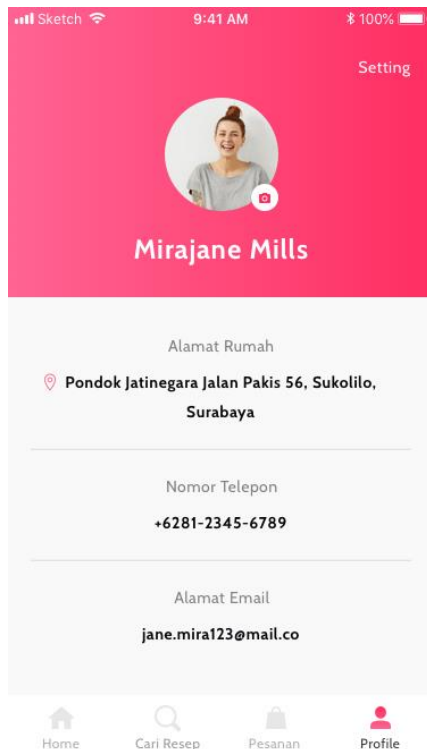 Sketch 9:41 AM 100%
Setting
Mirajane Mills
Alamat Rumah
Pondok Jatinegara Jalan Pakis 56, Sukolilo,
Surabaya
Nomor Telepon
+6281-2345-6789
Alamat Email
jane.mira123@mail.co
Home Cari Resep Pesanan Profile